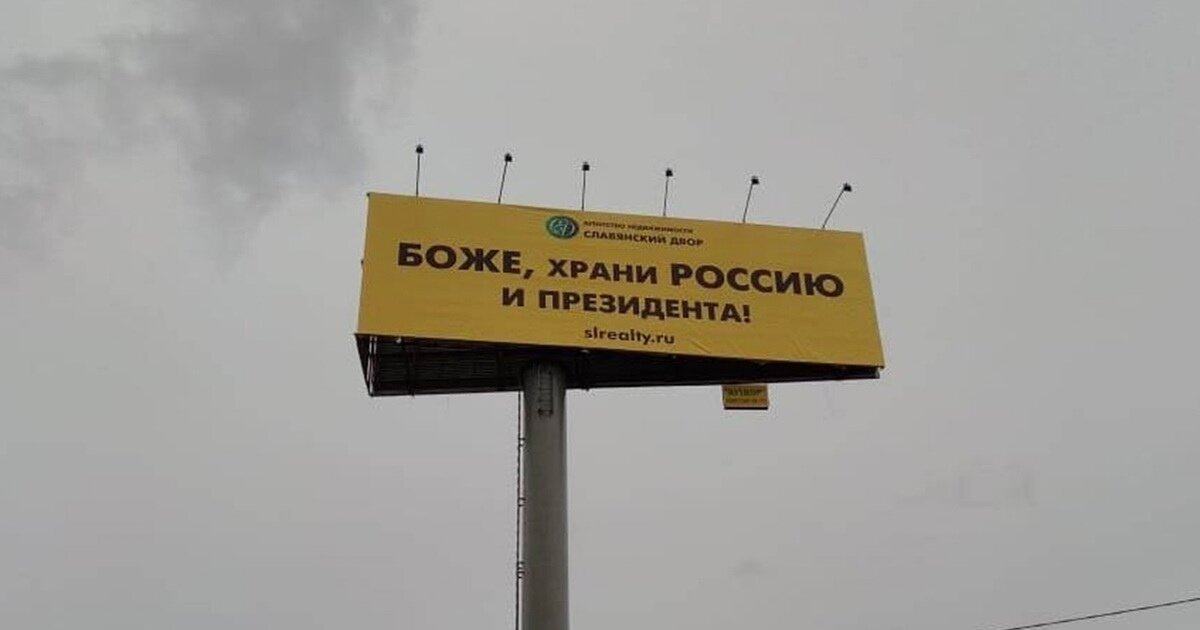 АГЕНТСТВО НЕДВИЖИМОСТИ
СЛАВЯНСКИЙ ДВОР
БОЖЕ, ХРАНИ РОССИЮ
И ПРЕЗИДЕНТА!
slrealty.ru